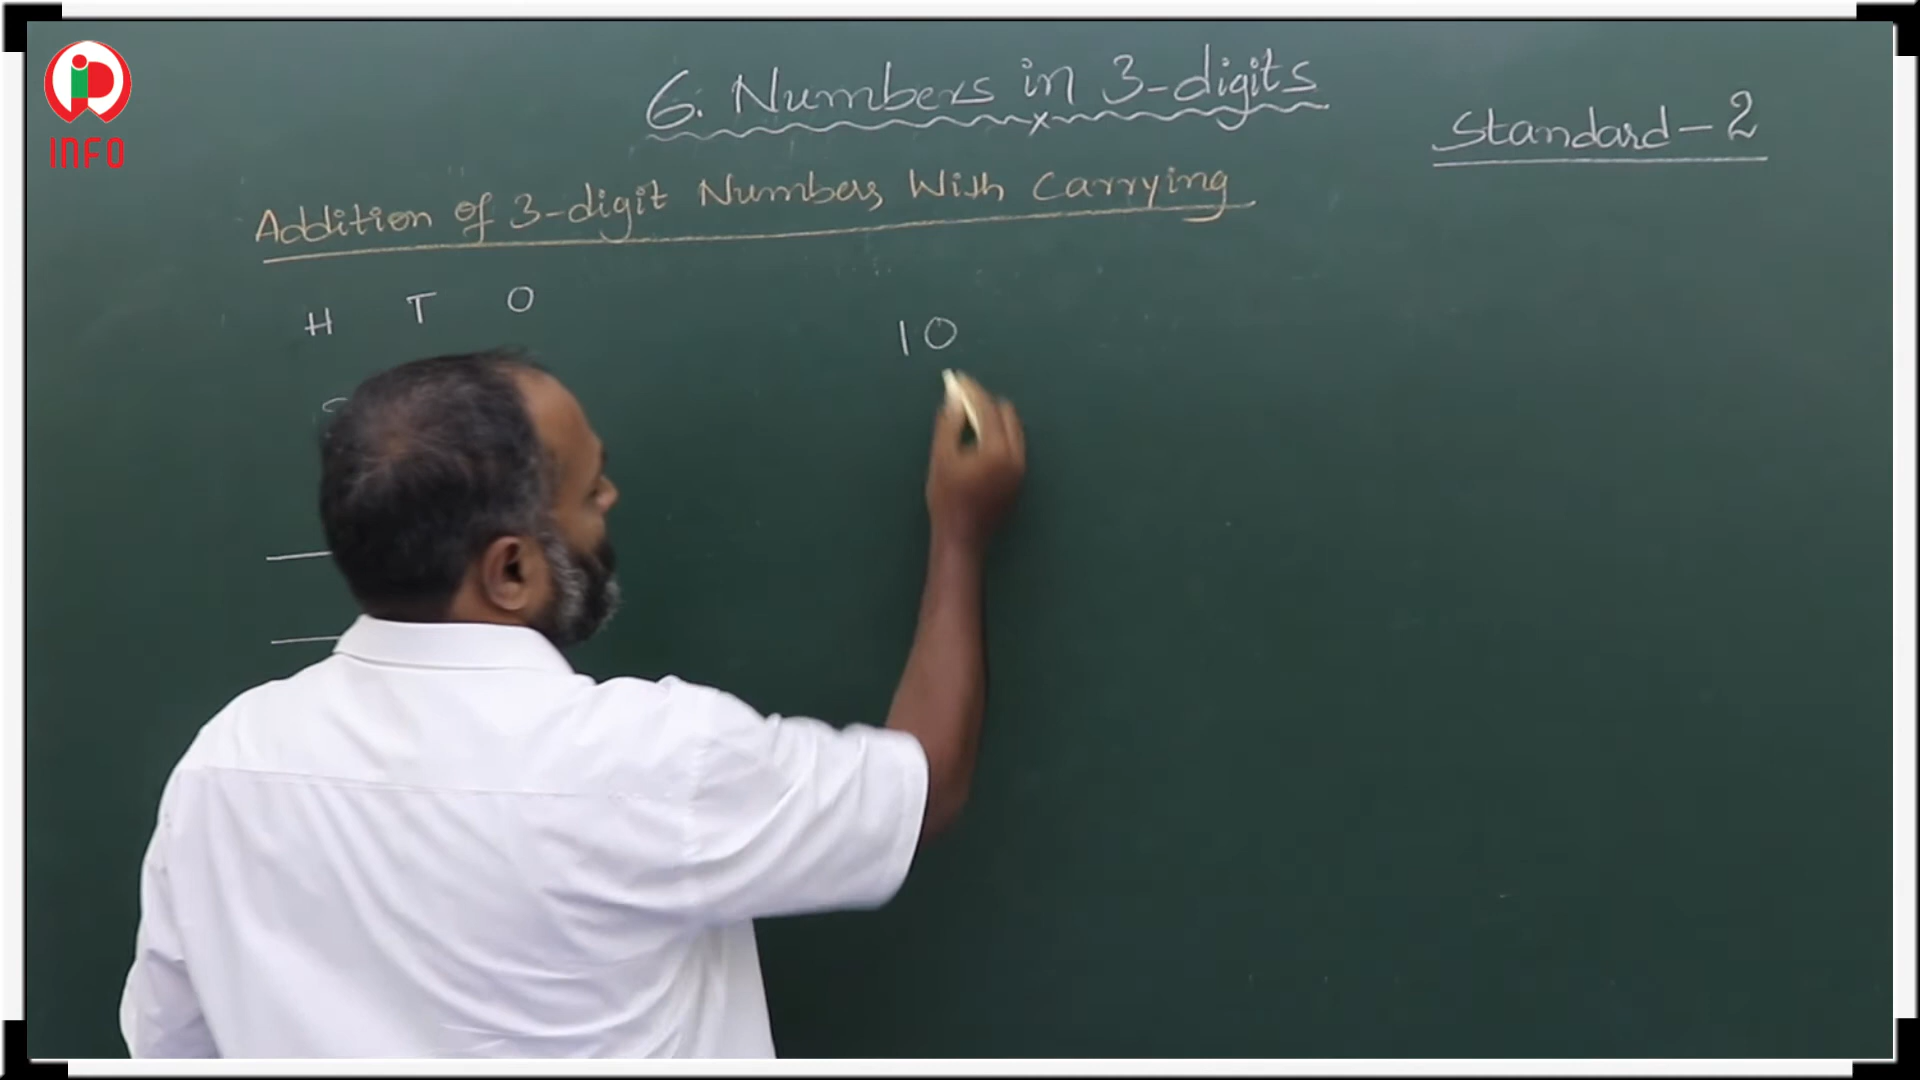 INFO
6. Numbers in 3-digits
Standard-2
Addition of 3-digit Numbers With Carrying
H T O
10